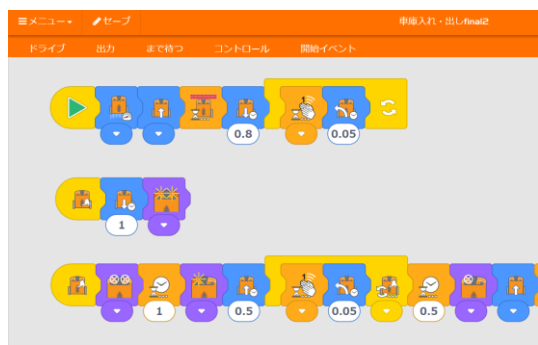 メニュー セーブ 車庫入れ・出しfinal2
ドライブ 出力 まで待つ コントロール 開始イベント
0.8 0.05
1
1 0.5 0.05 0.5